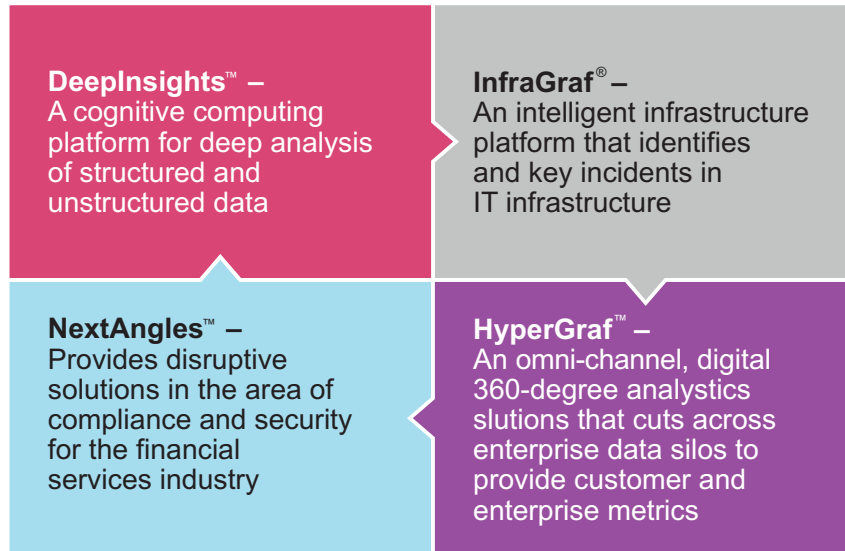 DeepInsights™ –
A cognitive computing
platform for deep analysis
of structured and
unstructured data
InfraGraf® –
An intelligent infrastructure
platform that identifies
and key incidents in
IT infrastructure
NextAngles™ –
Provides disruptive
solutions in the area of
compliance and security
for the financial
services industry
HyperGraf™ –
An omni-channel, digital
360-degree analystics
slutions that cuts across
enterprise data silos to
provide customer and
enterprise metrics